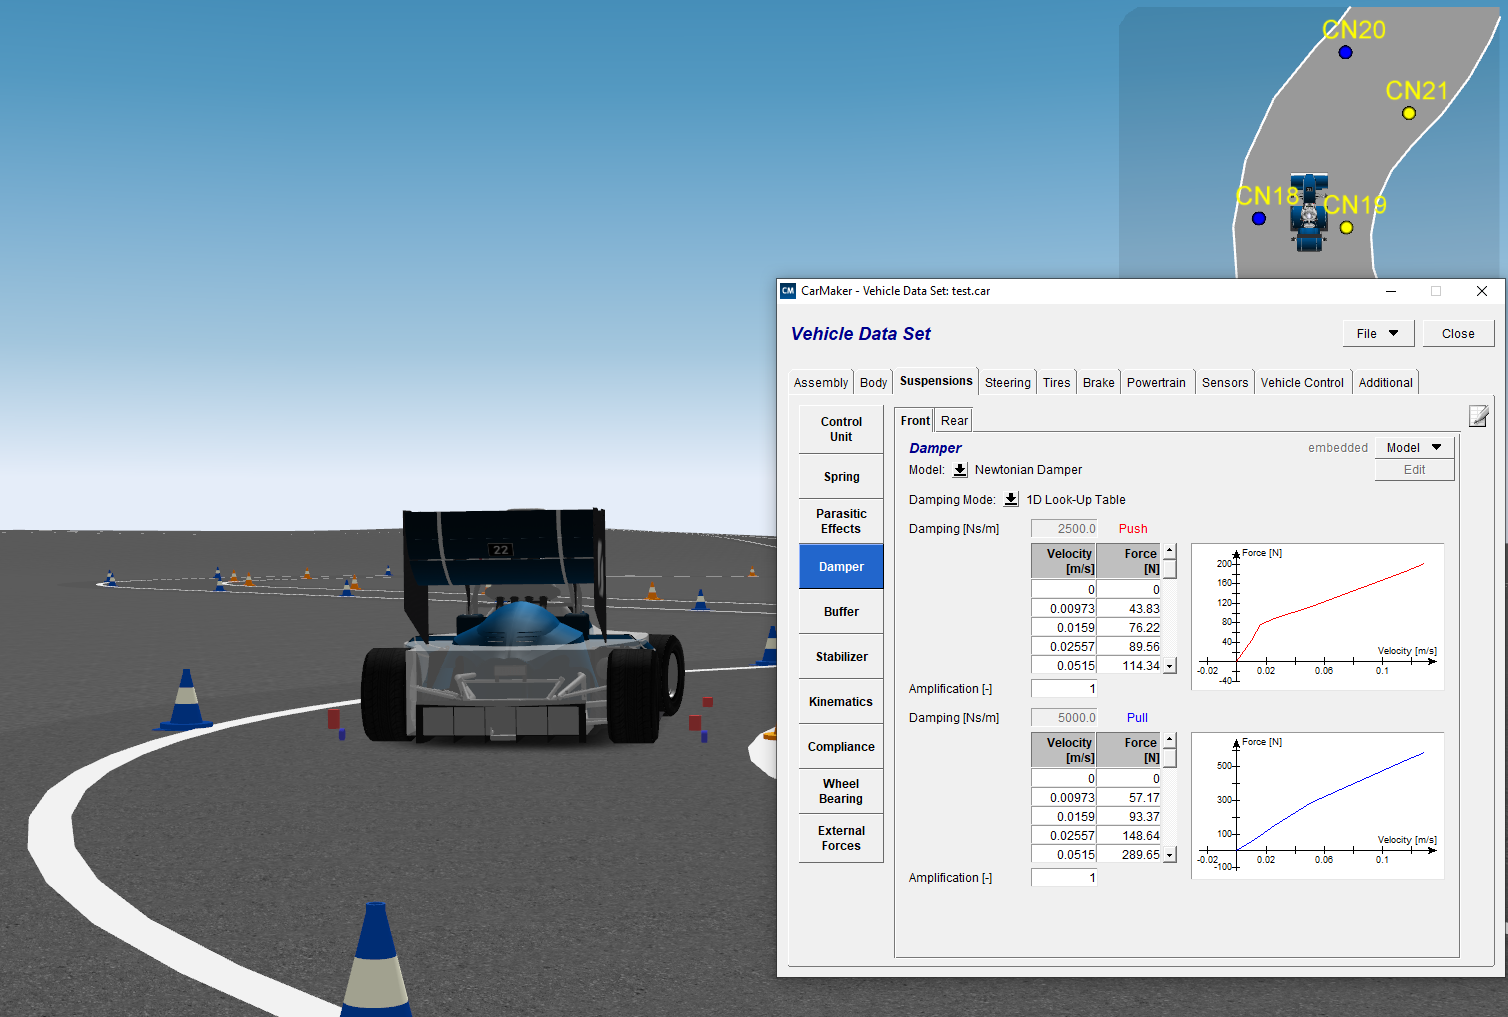 CN20
CN21
CN18
CN19
22
CM CarMaker - Vehicle Data Set: test.car
Vehicle Data Set
File
Close
Assembly Body Suspensions Steering Tires Brake Powertrain Sensors Vehicle Control Additional
Control
Unit
Spring
Parasitic
Effects
Damper
Buffer
Stabilizer
Kinematics
Compliance
Wheel
Bearing
External
Forces
Front Rear
Damper
embedded
Model
Model: Newtonian Damper
Edit
Damping Mode: 1D Look-Up Table
Damping [Ns/m] 2500.0 Push
Velocity Force
[m/s] [N]
0 0
0.00973 43.83
0.0159 76.22
0.02557 89.56
0.0515 114.34
Force [N]
200
160
120
80
40
-40
Velocity [m/s]
-0.02 0.02 0.06 0.1
Amplification [-] 1
Damping [Ns/m] 5000.0 Pull
Velocity Force
[m/s] [N]
0 0
0.00973 57.17
0.0159 93.37
0.02557 148.64
0.0515 289.65
Force [N]
500
300
100
-100
Velocity [m/s]
-0.02 0.02 0.06 0.1
Amplification [-] 1